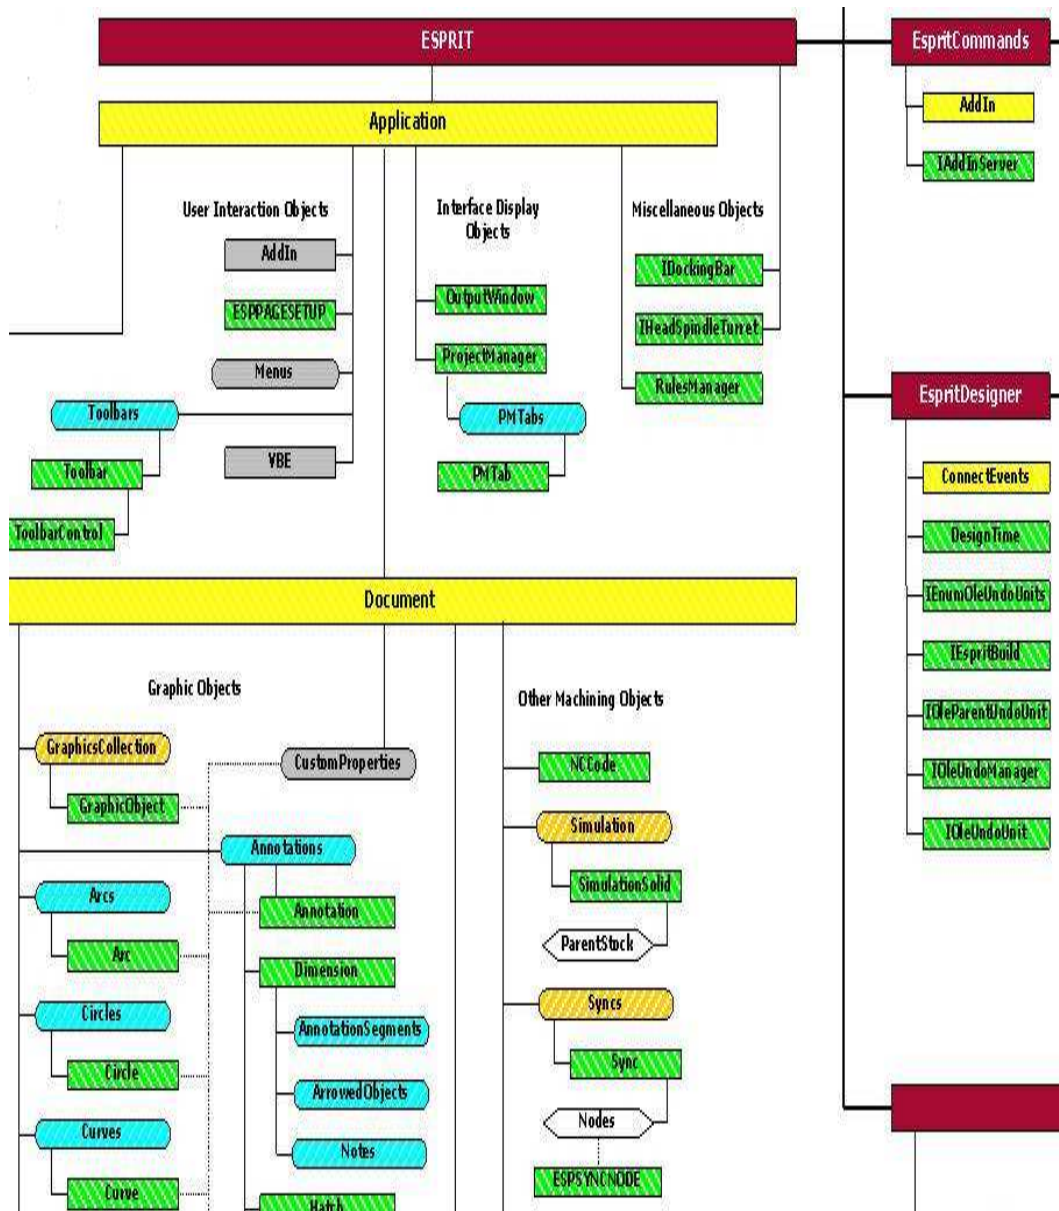 ESPRIT
EspritCommands
Application
AddIn
IAddInServer
User Interaction Objects
Interface Display
Objects
Miscellaneous Objects
AddIn
IDockingBar
OutputWindow
ESPPAGESETUP
IHeadSpindleTurret
ProjectManager
Menus
RulesManager
EspritDesigner
Toolbars
PMTabs
VBE
Toolbar
PMTab
ConnectEvents
ToolbarControl
DesignTime
Document
IEnumOleUndoUnits
IEspritBuild
Graphic Objects
Other Machining Objects
IOleParentUndoUnit
GraphicsCollection
CustomProperties
NCCode
IOleUndoManager
GraphicObject
Simulation
IOleUndoUnit
Annotations
Arcs
SimulationSolid
Annotation
Arc
ParentStock
Dimension
Circles
Syncs
AnnotationSegments
Circle
Sync
ArrowedObjects
Curves
Nodes
Notes
Curve
ESPSYNCNODE
Hatch